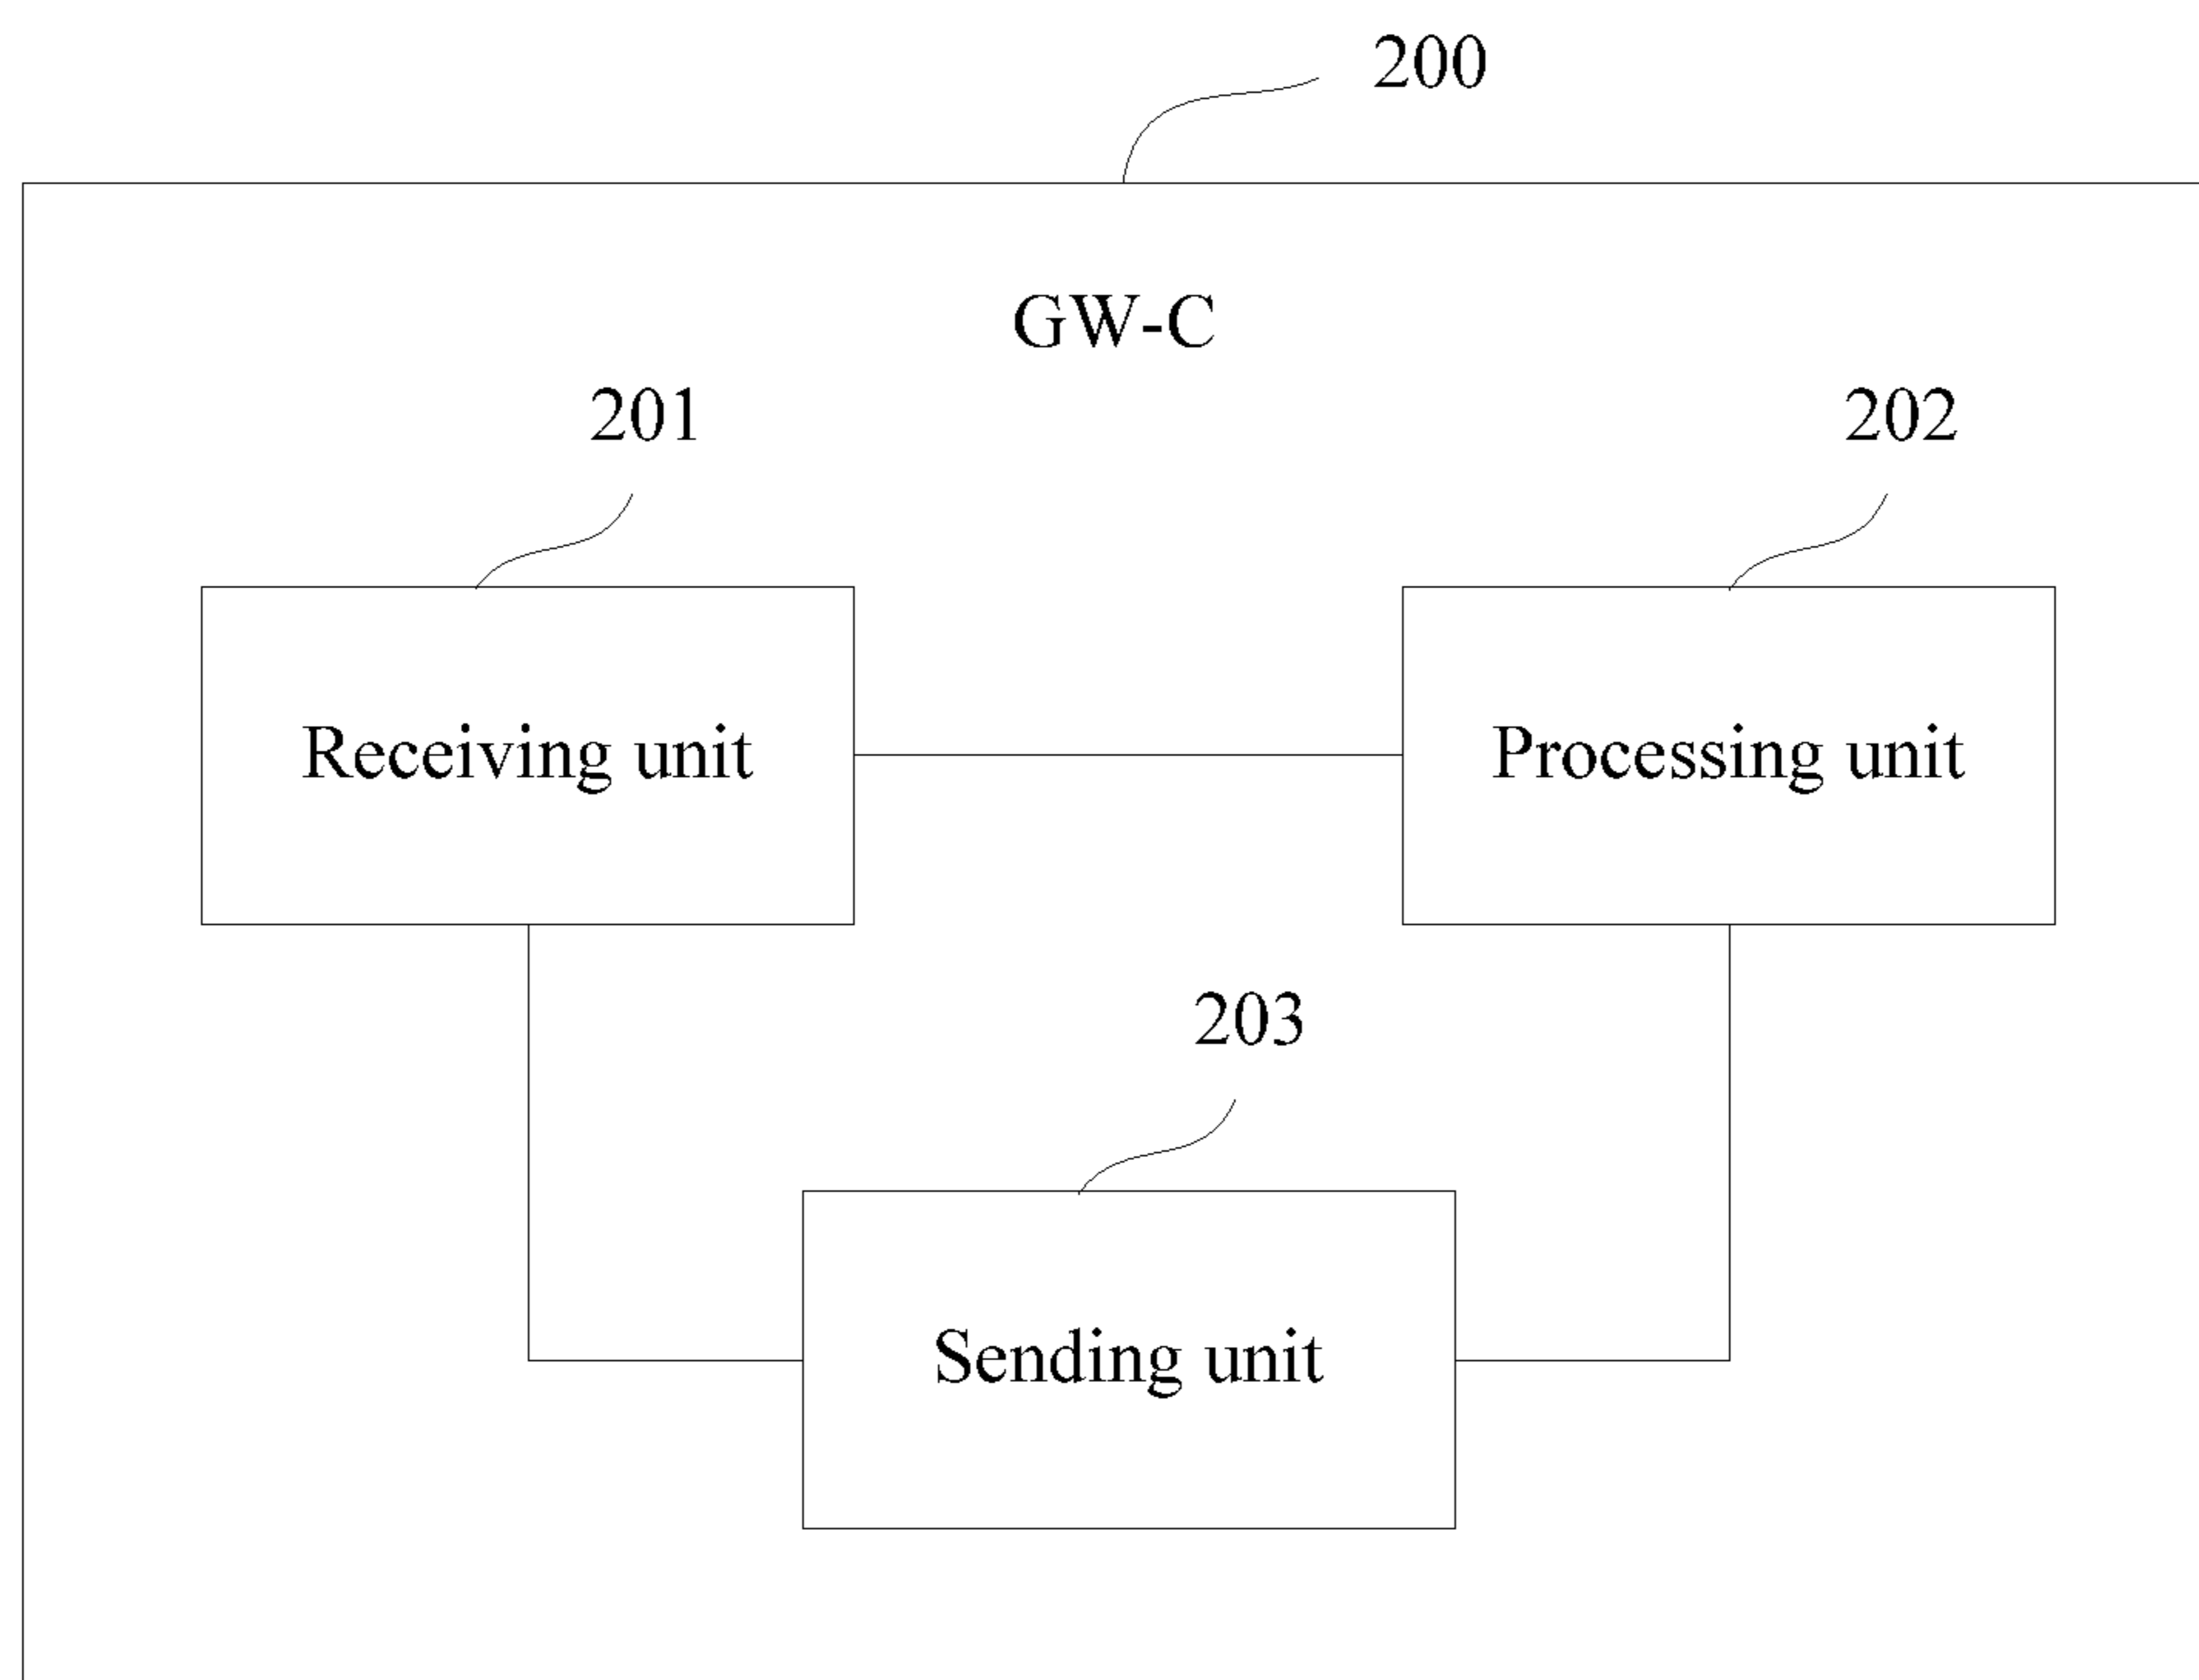 200
GW-C
201
202
Receiving unit
Processing unit
203
Sending unit